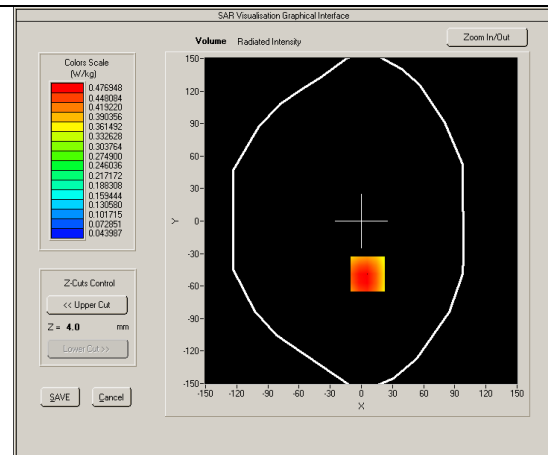 SAR Visualisation Graphical Interface
Volume Radiated Intensity
Zoom In/Out
Colors Scale
(W/kg)
0.476948
0.448084
0.419220
0.390356
0.361492
0.332628
0.303764
0.274900
0.246036
0.217172
0.188308
0.159444
0.130580
0.101715
0.072851
0.043987
Z-Cuts Control
<< Upper Cut
Z = 4.0 mm
Lower Cut >>
SAVE Cancel
150
120
90
60
30
0
-30
-60
-90
-120
-150
Y
-150 -120 -90 -60 -30 0 30 60 90 120 150
X